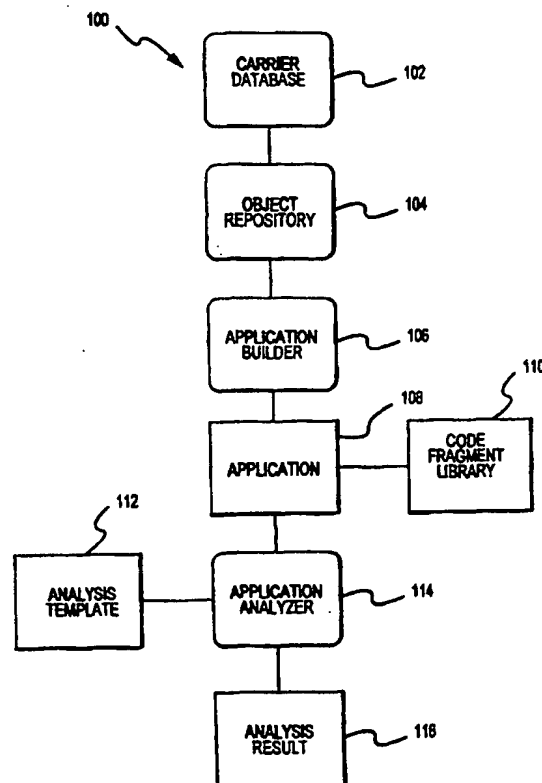 100
CARRIER
DATABASE
102
OBJECT
REPOSITORY
104
APPLICATION
BUILDER
106
108
110
APPLICATION
CODE
FRAGMENT
LIBRARY
112
ANALYSIS
TEMPLATE
APPLICATION
ANALYZER
114
ANALYSIS
RESULT
116